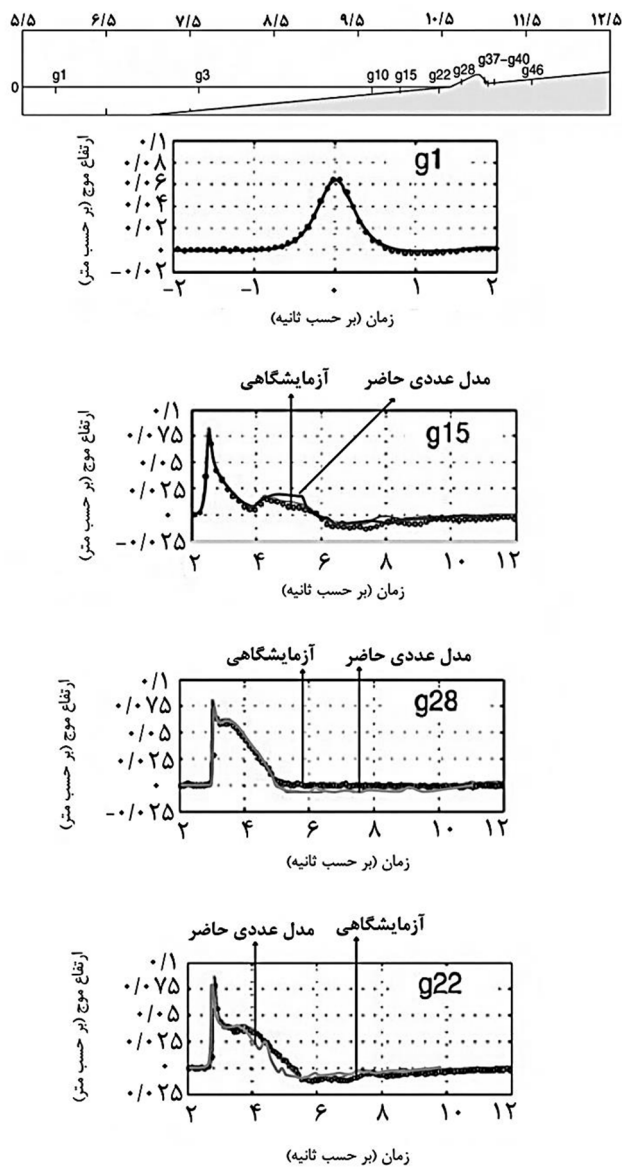 ۵/۵ ۶/۵ ۷/۵ ۸/۵ ۹/۵ ۱۰/۵ ۱۱/۵ ۱۲/۵
g37-g40
g1 g3 g10 g15 g22 g28 g46
0
g1
ارتفاع موج (بر حسب متر)
۰/۱
۰/۰۸
۰/۰۶
۰/۰۴
۰/۰۲
۰
-۰/۰۲
-۲ -۱ ۰ ۱ ۲
زمان (بر حسب ثانیه)
آزمایشگاهی مدل عددی حاضر
g15
ارتفاع موج (بر حسب متر)
۰/۱
۰/۰۷۵
۰/۰۵
۰/۰۲۵
۰
-۰/۰۲۵
۲ ۴ ۶ ۸ ۱۰ ۱۲
زمان (بر حسب ثانیه)
آزمایشگاهی مدل عددی حاضر
g28
ارتفاع موج (بر حسب متر)
۰/۱
۰/۰۷۵
۰/۰۵
۰/۰۲۵
۰
-۰/۰۲۵
۲ ۴ ۶ ۸ ۱۰ ۱۲
زمان (بر حسب ثانیه)
مدل عددی حاضر آزمایشگاهی
g22
ارتفاع موج (بر حسب متر)
۰/۱
۰/۰۷۵
۰/۰۵
۰/۰۲۵
۰
۰/۰۲۵
۲ ۴ ۶ ۸ ۱۰ ۱۲
زمان (بر حسب ثانیه)